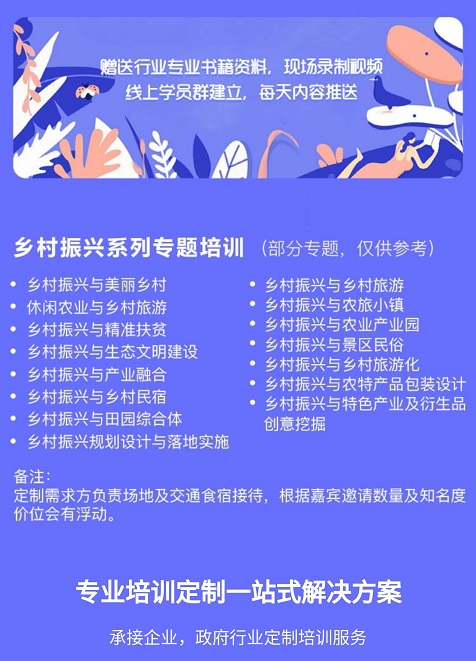 赠送行业专业书籍资料，现场录制视频
线上学员群建立，每天内容推送
乡村振兴系列专题培训（部分专题，仅供参考）
乡村振兴与美丽乡村
休闲农业与乡村旅游
乡村振兴与精准扶贫
乡村振兴与生态文明建设
乡村振兴与产业融合
乡村振兴与乡村民宿
乡村振兴与田园综合体
乡村振兴规划设计与落地实施
乡村振兴与乡村旅游
乡村振兴与农旅小镇
乡村振兴与农业产业园
乡村振兴与景区民俗
乡村振兴与乡村旅游化
乡村振兴与农特产品包装设计
乡村振兴与特色产业及衍生品
创意挖掘
备注：
定制需求方负责场地及交通食宿接待，根据嘉宾邀请数量及知名度
价位会有浮动。
专业培训定制一站式解决方案
承接企业，政府行业定制培训服务